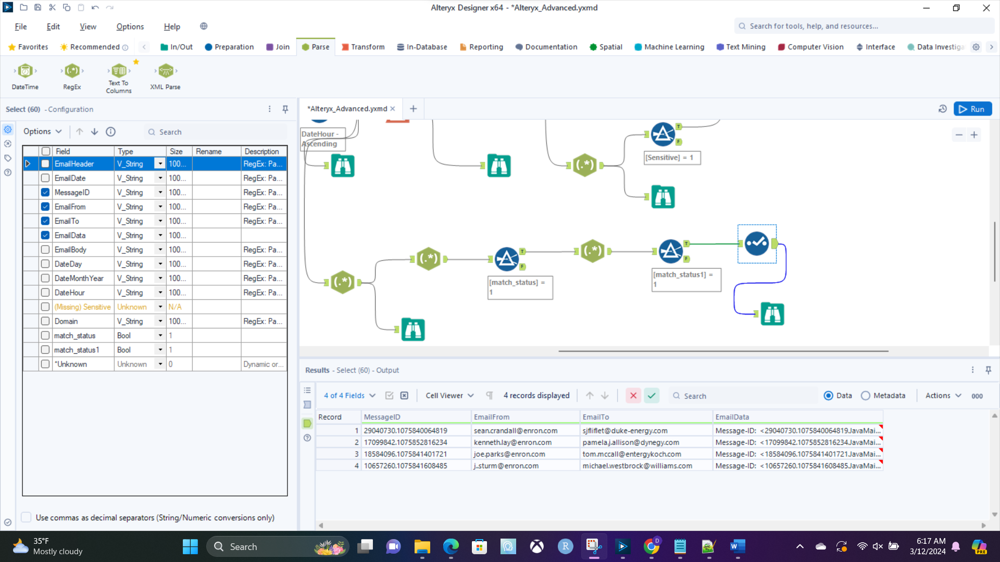 Alteryx Designer x64 - *Alteryx_Advanced.yxmd
File Edit View Options Help
Search for tools, help, and resources...
Favorites Recommended In/Out Preparation Join Parse Transform In-Database Reporting Documentation Spatial Machine Learning Text Mining Computer Vision Interface Data Investiga
DateTime RegEx Text To Columns XML Parse
Select (60) - Configuration
*Alteryx_Advanced.yxmd
Run
Options Search
Field Type Size Rename Description
EmailHeader V_String 100... RegEx: Pa...
EmailDate V_String 100... RegEx: Pa...
MessageID V_String 100... RegEx: Pa...
EmailFrom V_String 100... RegEx: Pa...
EmailTo V_String 100... RegEx: Pa...
EmailData V_String 100...
EmailBody V_String 100... RegEx: Pa...
DateDay V_String 100... RegEx: Pa...
DateMonthYear V_String 100... RegEx: Pa...
DateHour V_String 100... RegEx: Pa...
(Missing) Sensitive Unknown N/A
Domain V_String 100... RegEx: Pa...
match_status Bool 1
match_status1 Bool 1
*Unknown Unknown 0 Dynamic or...
Use commas as decimal separators (String/Numeric conversions only)
DateHour -
Ascending
(.*)
T
F
[Sensitive] = 1
(.*)
(.*)
T
F
[match_status] =
1
(.*)
T
F
[match_status1] =
1
Results - Select (60) - Output
4 of 4 Fields Cell Viewer 4 records displayed Search Data Metadata Actions 000
Record MessageID EmailFrom EmailTo EmailData
1 29040730.1075840064819 sean.crandall@enron.com sjfliflet@duke-energy.com Message-ID: <29040730.1075840064819JavaMai...
2 17099842.1075852816234 kenneth.lay@enron.com pamela.j.allison@dynegy.com Message-ID: <17099842.1075852816234JavaMai...
3 18584096.1075841401721 joe.parks@enron.com tom.mccall@entergykoch.com Message-ID: <18584096.1075841401721JavaMai...
4 10657260.1075841608485 j..sturm@enron.com michael.westbrock@williams.com Message-ID: <10657260.1075841608485JavaMai...
35°F
Mostly cloudy
Search
6:17 AM
3/12/2024
PRE